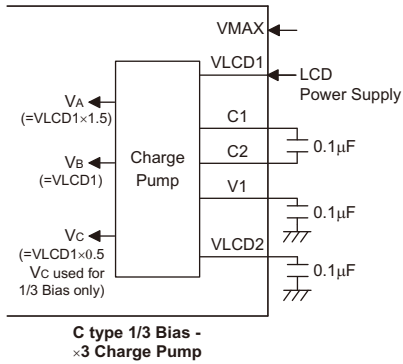 VMAX
VLCD1
LCD
Power Supply
VA
(=VLCD1×1.5)
C1
0.1μF
C2
VB
(=VLCD1)
Charge
Pump
V1
0.1μF
VC
(=VLCD1×0.5
VC used for
1/3 Bias only)
VLCD2
0.1μF
C type 1/3 Bias -
×3 Charge Pump